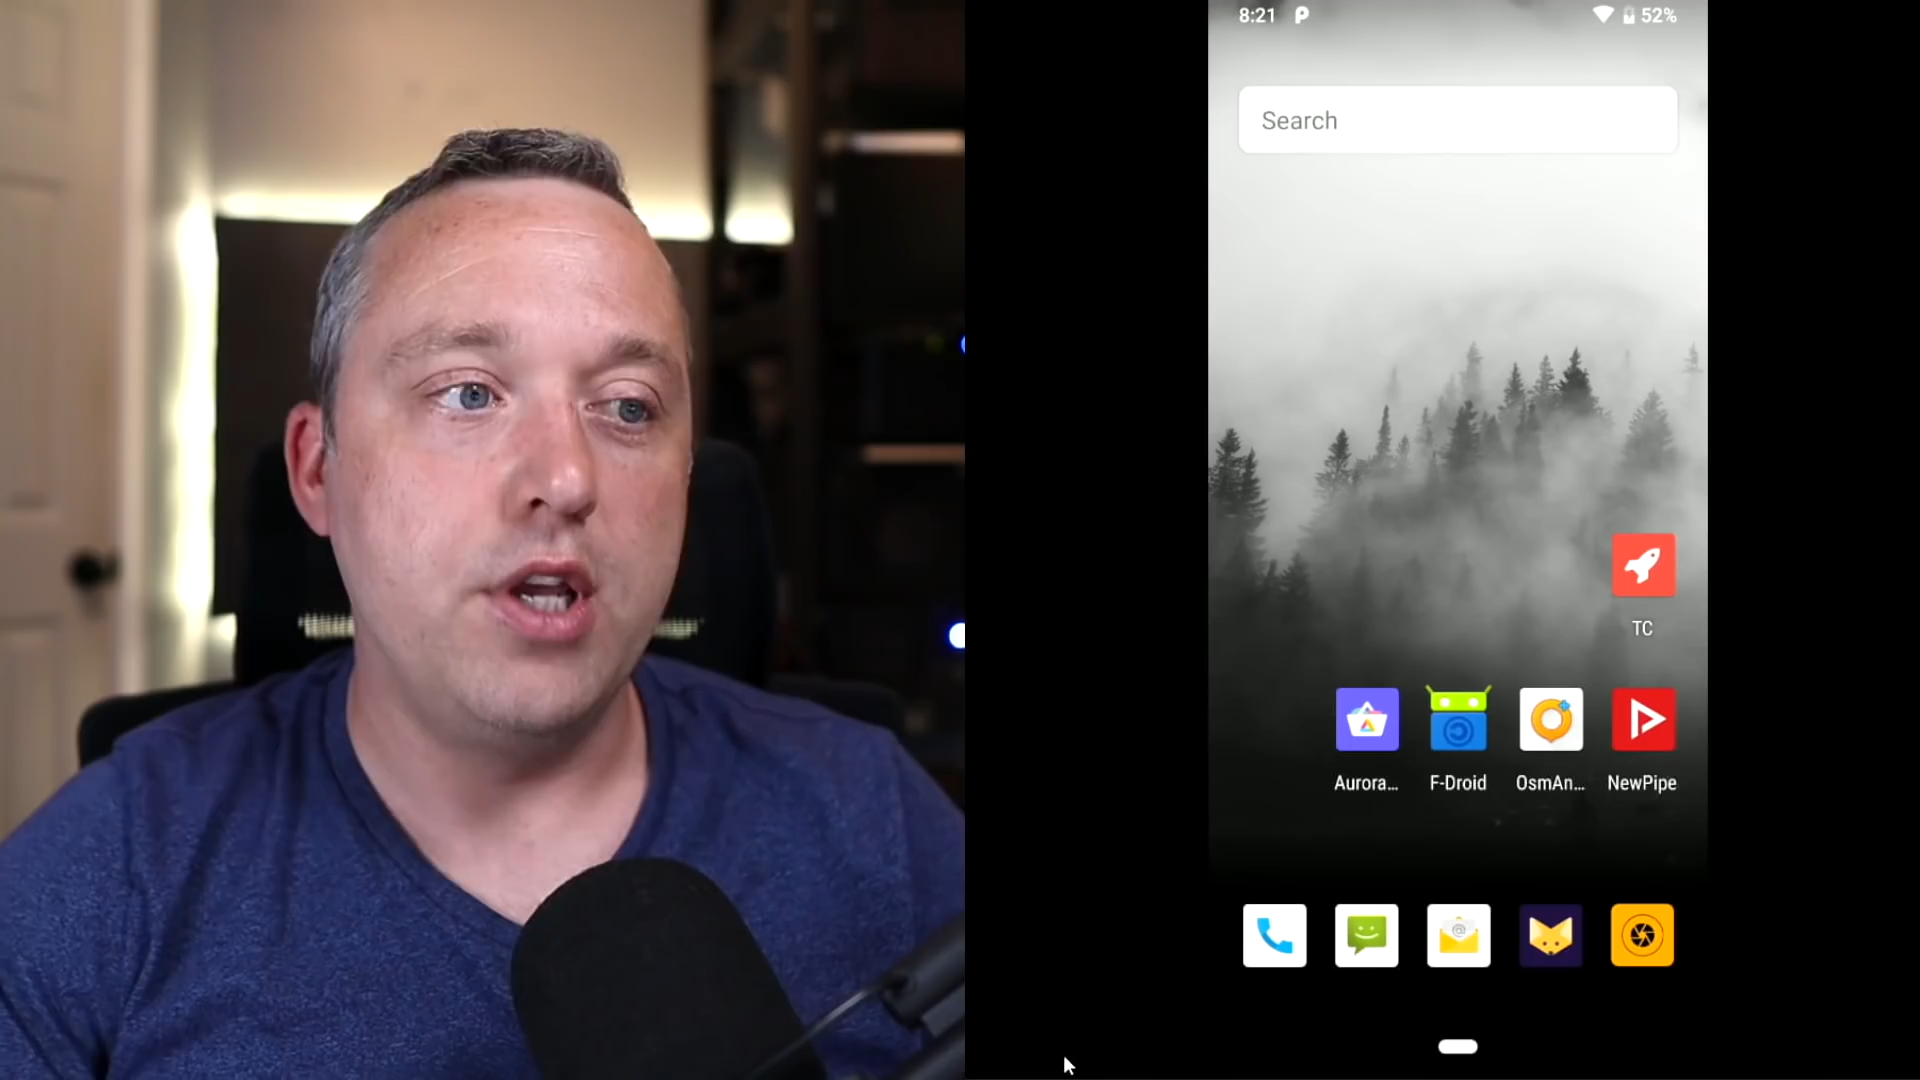 8:21
52%
Search
TC
Aurora...
F-Droid
OsmAn...
NewPipe